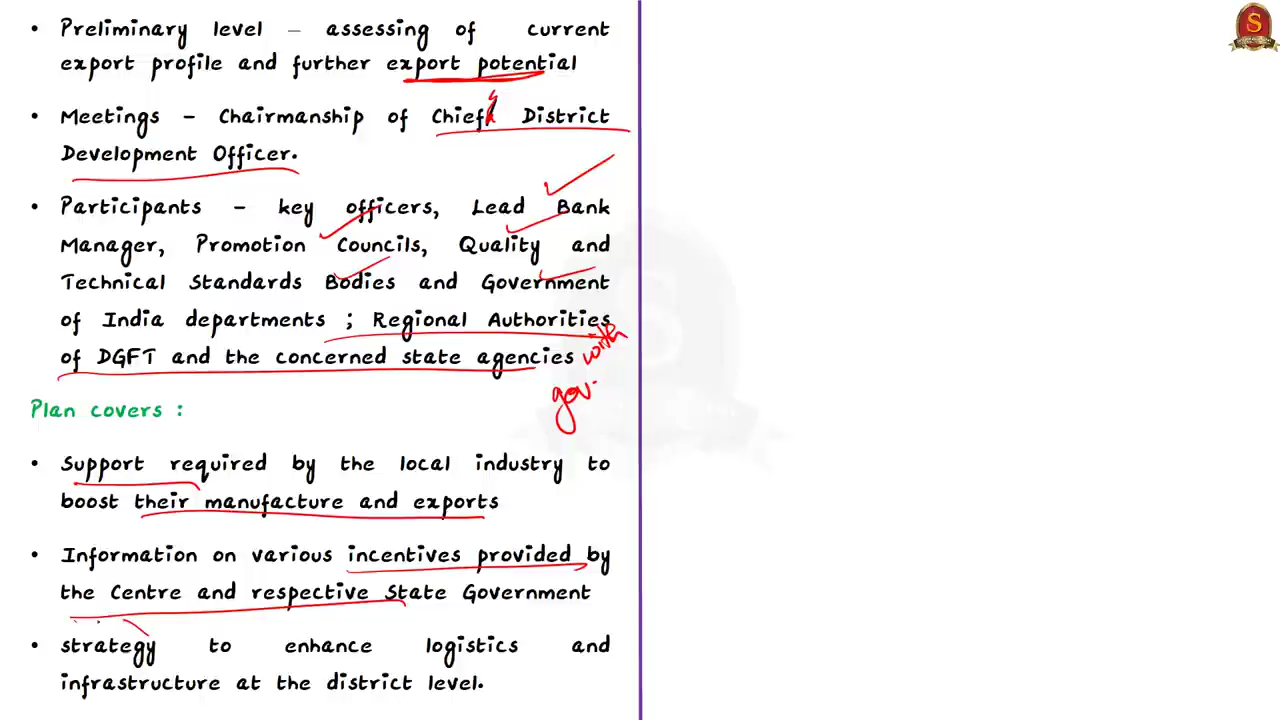 • Preliminary level – assessing of current
export profile and further export potential
• Meetings – Chairmanship of Chief District
Development Officer.
• Participants – key officers, Lead Bank
Manager, Promotion Councils, Quality and
Technical Standards Bodies and Government
of India departments ; Regional Authorities
of DGFT and the concerned state agencies
with
gov.
Plan covers :
• Support required by the local industry to
boost their manufacture and exports
• Information on various incentives provided by
the Centre and respective State Government
• strategy to enhance logistics and
infrastructure at the district level.
S